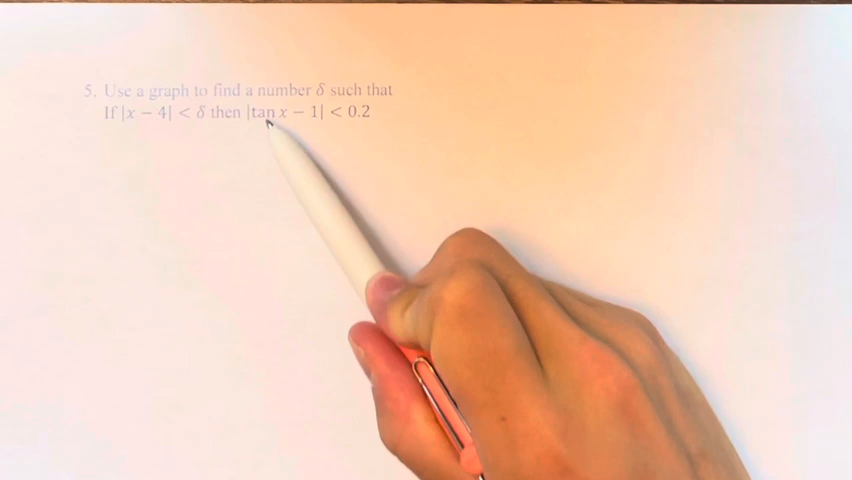 5. Use a graph to find a number δ such that
If |x − 4| < δ then |tan x − 1| < 0.2